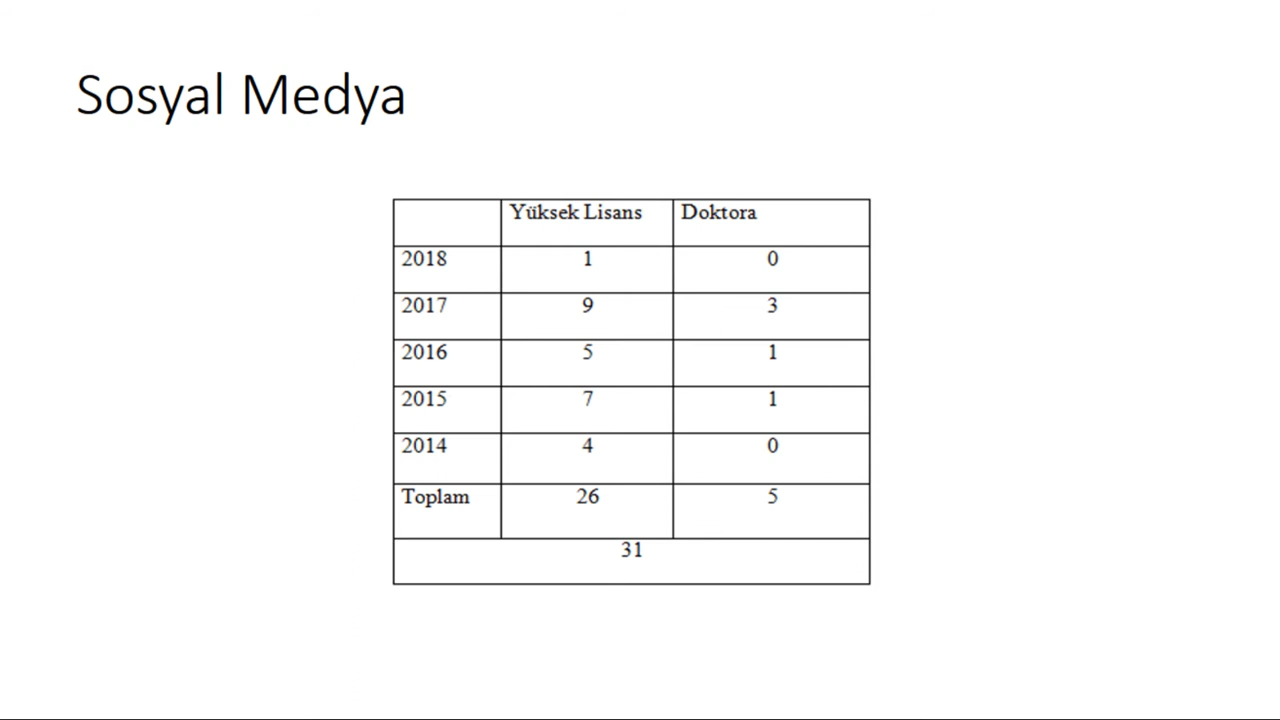 Sosyal Medya
Yüksek Lisans Doktora
2018 1 0
2017 9 3
2016 5 1
2015 7 1
2014 4 0
Toplam 26 5
31